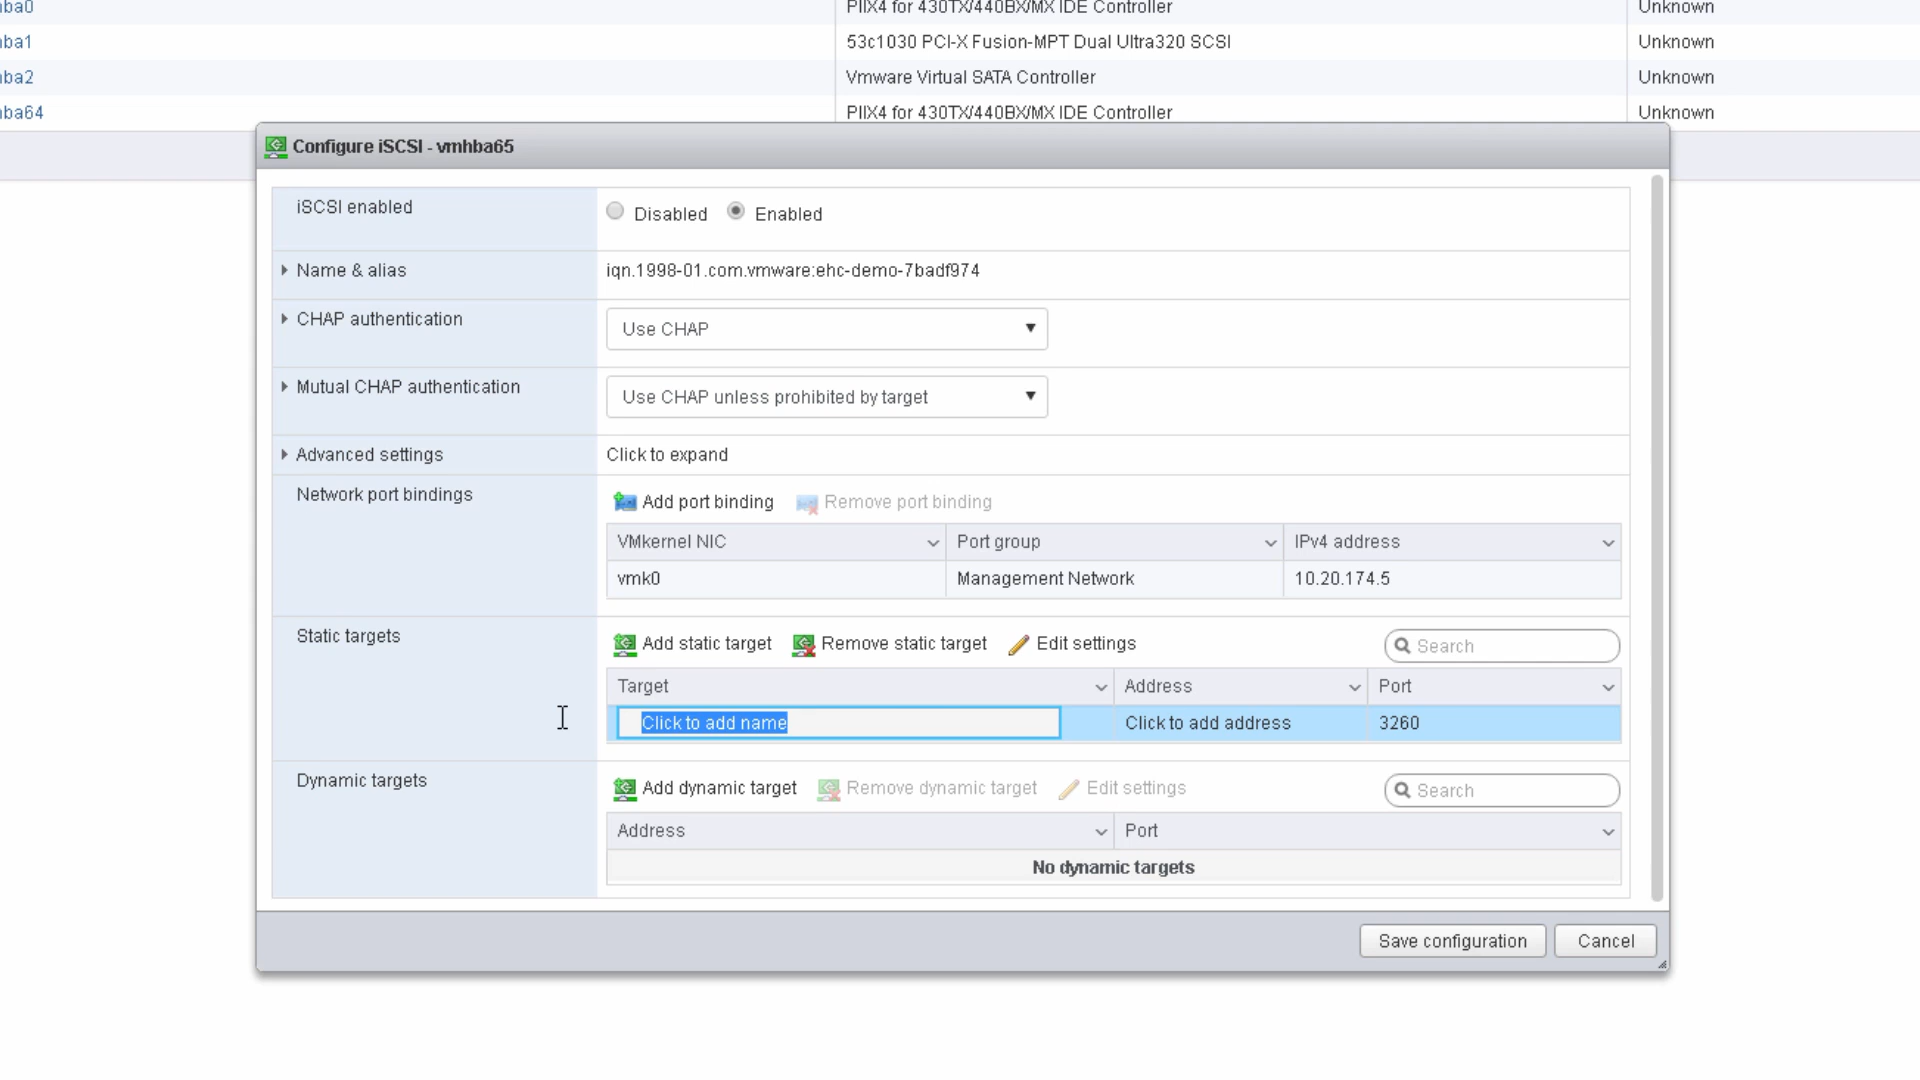 PIIX4 for 430TX/440BX/MX IDE Controller Unknown
53c1030 PCI-X Fusion-MPT Dual Ultra320 SCSI Unknown
Vmware Virtual SATA Controller Unknown
hba64 PIIX4 for 430TX/440BX/MX IDE Controller Unknown
Configure iSCSI - vmhba65
iSCSI enabled Disabled Enabled
Name & alias iqn.1998-01.com.vmware:ehc-demo-7badf974
CHAP authentication Use CHAP
Mutual CHAP authentication Use CHAP unless prohibited by target
Advanced settings Click to expand
Network port bindings Add port binding Remove port binding
VMkernel NIC Port group IPv4 address
vmk0 Management Network 10.20.174.5
Static targets Add static target Remove static target Edit settings Search
Target Address Port
Click to add name Click to add address 3260
Dynamic targets Add dynamic target Remove dynamic target Edit settings Search
Address Port
No dynamic targets
Save configuration Cancel